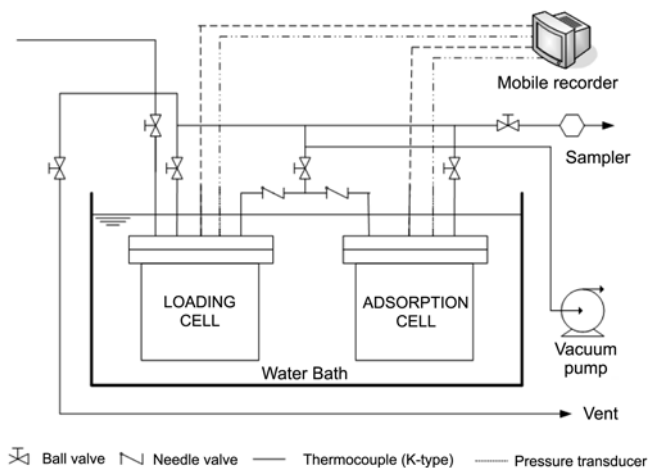 Mobile recorder
Sampler
LOADING
CELL
ADSORPTION
CELL
Water Bath
Vacuum
pump
Vent
Ball valve Needle valve Thermocouple (K-type) Pressure transducer